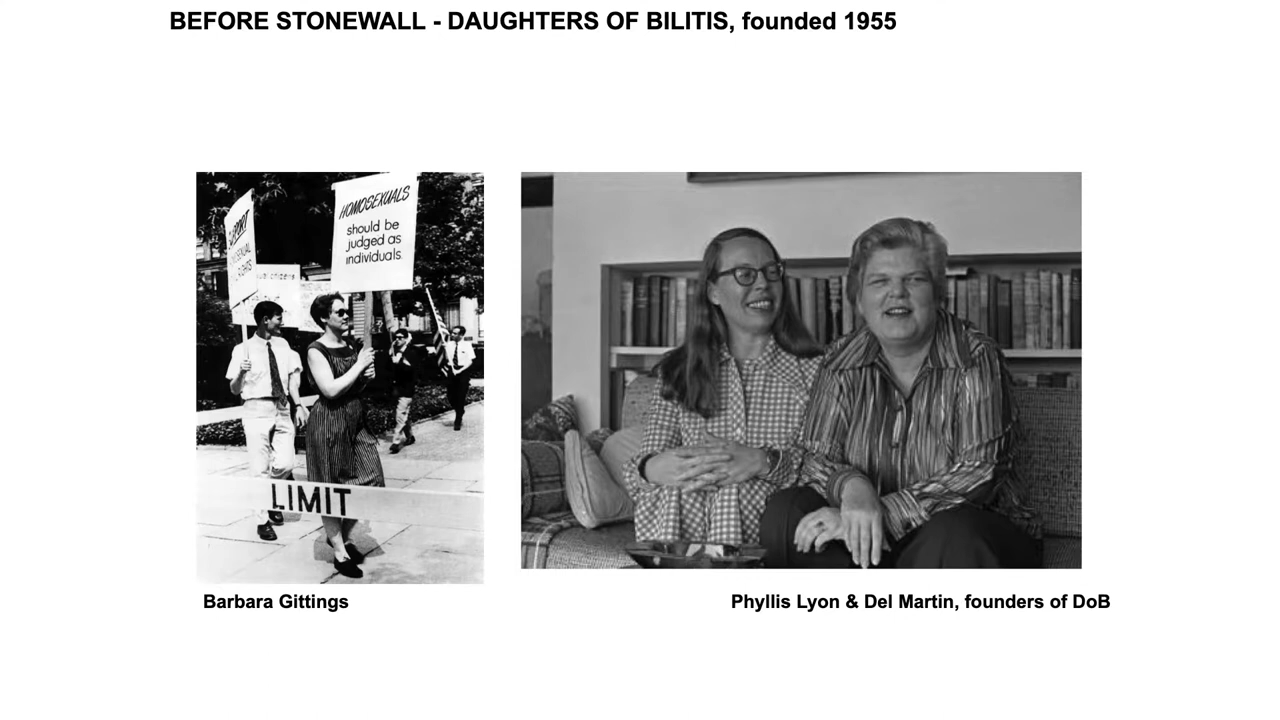 BEFORE STONEWALL - DAUGHTERS OF BILITIS, founded 1955
HOMOSEXUALS
should be
judged as
individuals.
LIMIT
Barbara Gittings
Phyllis Lyon & Del Martin, founders of DoB